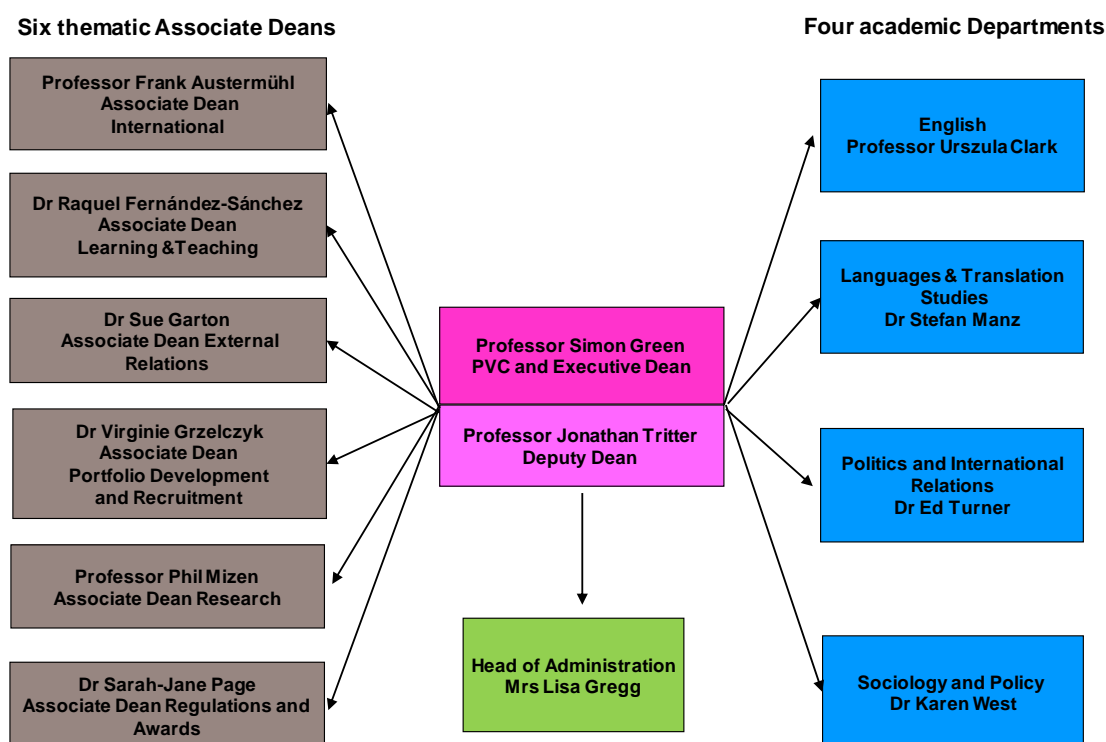 Six thematic Associate Deans
Professor Frank Austermühl
Associate Dean
International
Dr Raquel Fernández-Sánchez
Associate Dean
Learning &Teaching
Dr Sue Garton
Associate Dean External
Relations
Dr Virginie Grzelczyk
Associate Dean
Portfolio Development
and Recruitment
Professor Phil Mizen
Associate Dean Research
Dr Sarah-Jane Page
Associate Dean Regulations and
Awards
Professor Simon Green
PVC and Executive Dean
Professor Jonathan Tritter
Deputy Dean
Head of Administration
Mrs Lisa Gregg
Four academic Departments
English
Professor Urszula Clark
Languages & Translation
Studies
Dr Stefan Manz
Politics and International
Relations
Dr Ed Turner
Sociology and Policy
Dr Karen West